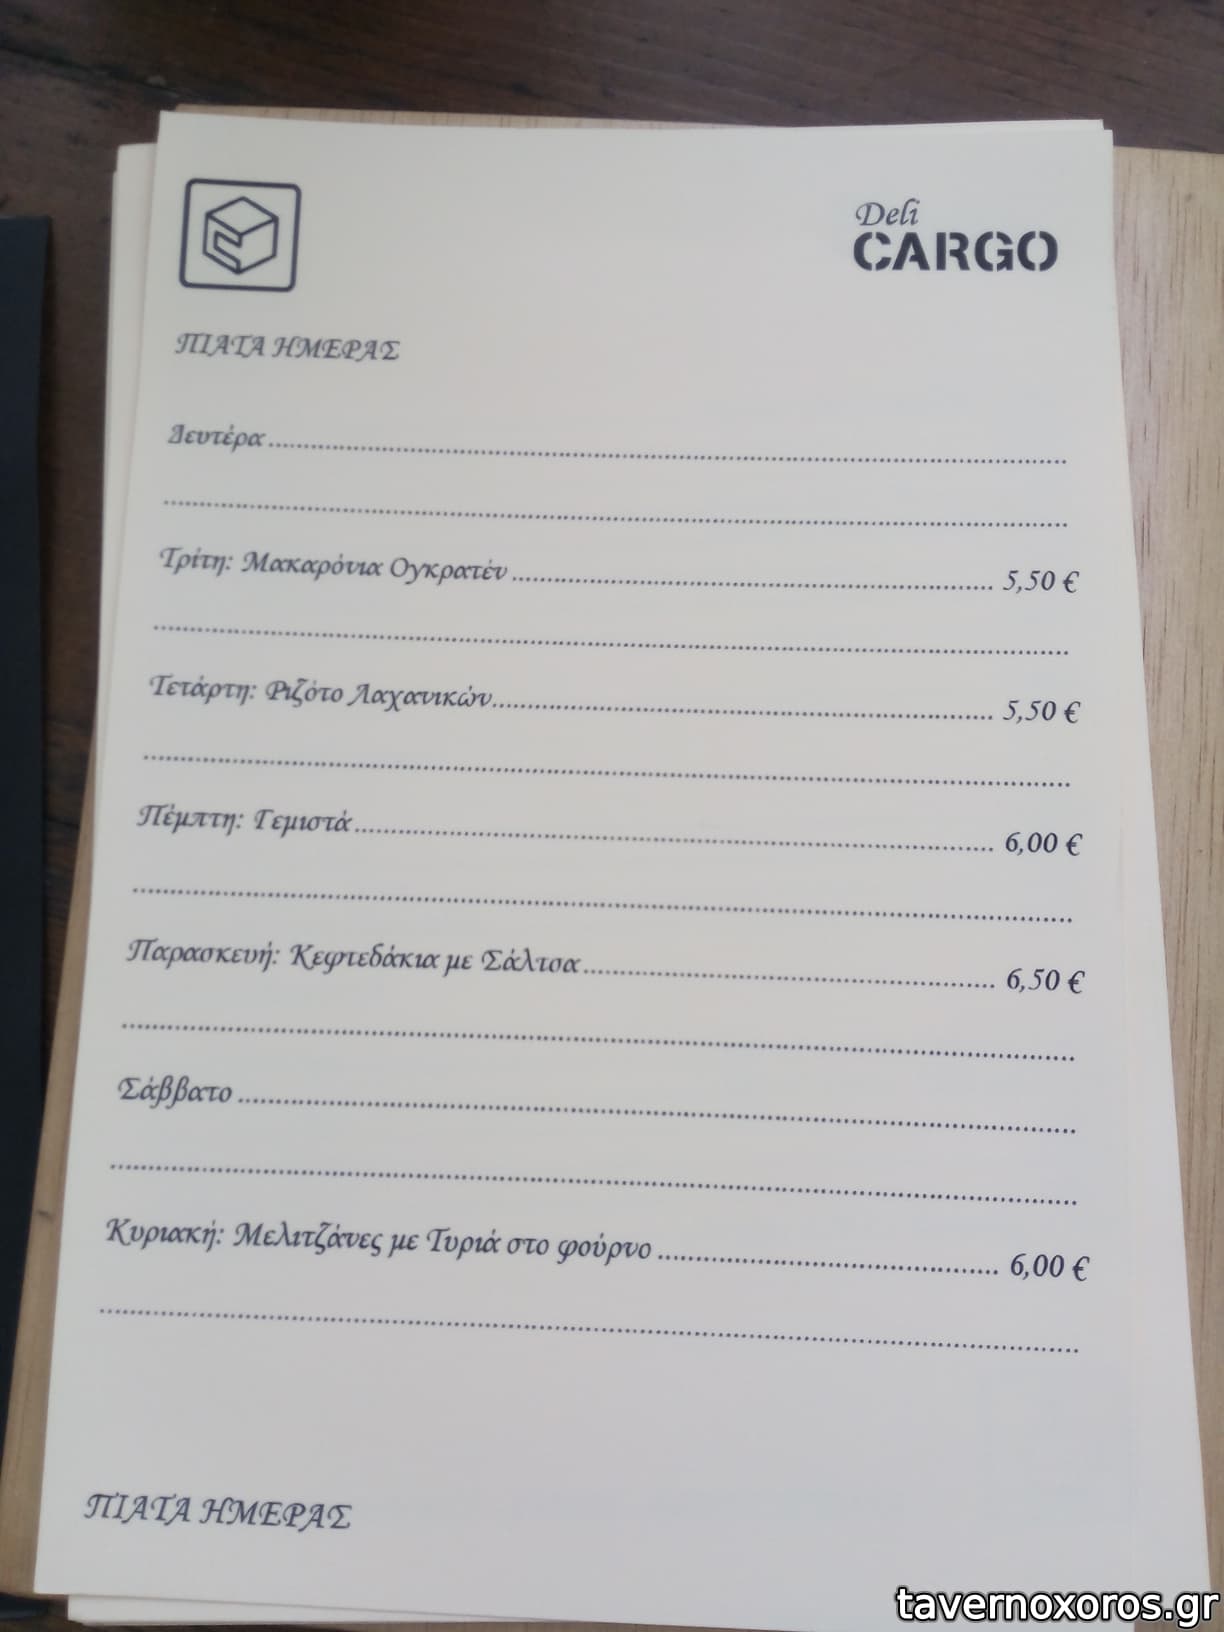 Deli
CARGO
ΠΙΑΤΑ ΗΜΕΡΑΣ
Δευτέρα ........................................
........................................
Τρίτη: Μακαρόνια Ογκρατέν ........................................ 5,50 €
........................................
Τετάρτη: Ριζότο Λαχανικών........................................ 5,50 €
........................................
Πέμπτη: Γεμιστά........................................ 6,00 €
........................................
Παρασκευή: Κεφτεδάκια με Σάλτσα........................................ 6,50 €
........................................
Σάββατο ........................................
........................................
Κυριακή: Μελιτζάνες με Τυριά στο φούρνο ........................................ 6,00 €
........................................
ΠΙΑΤΑ ΗΜΕΡΑΣ
tavernoxoros.gr